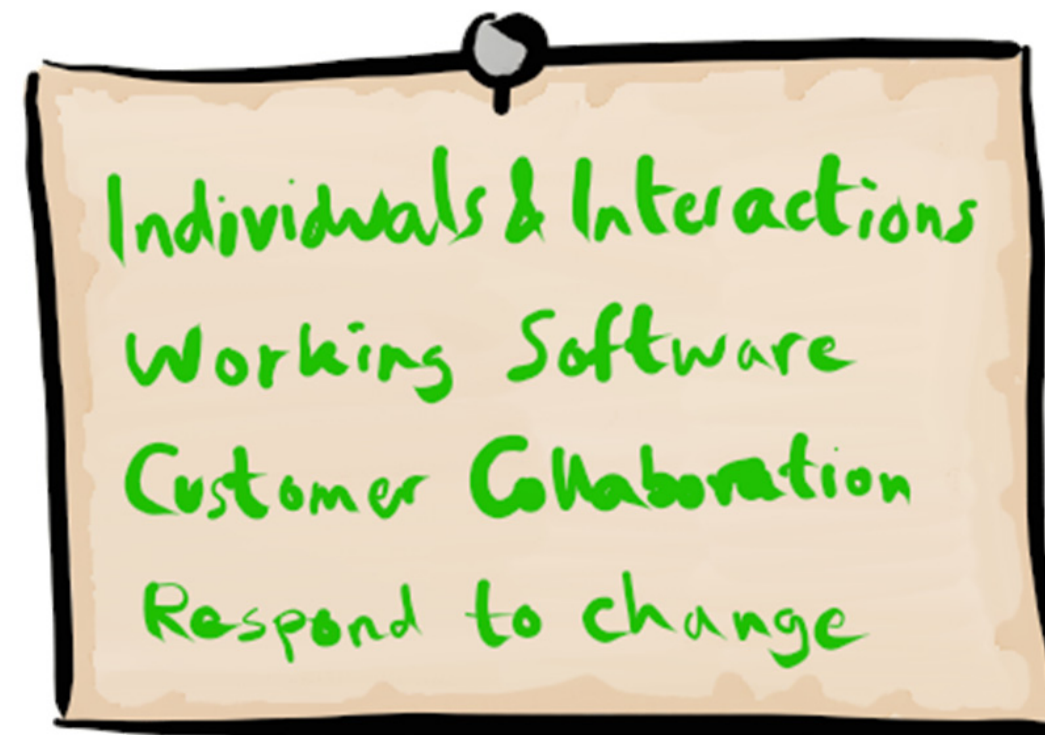 Individuals & Interactions
Working Software
Customer Collaboration
Respond to change